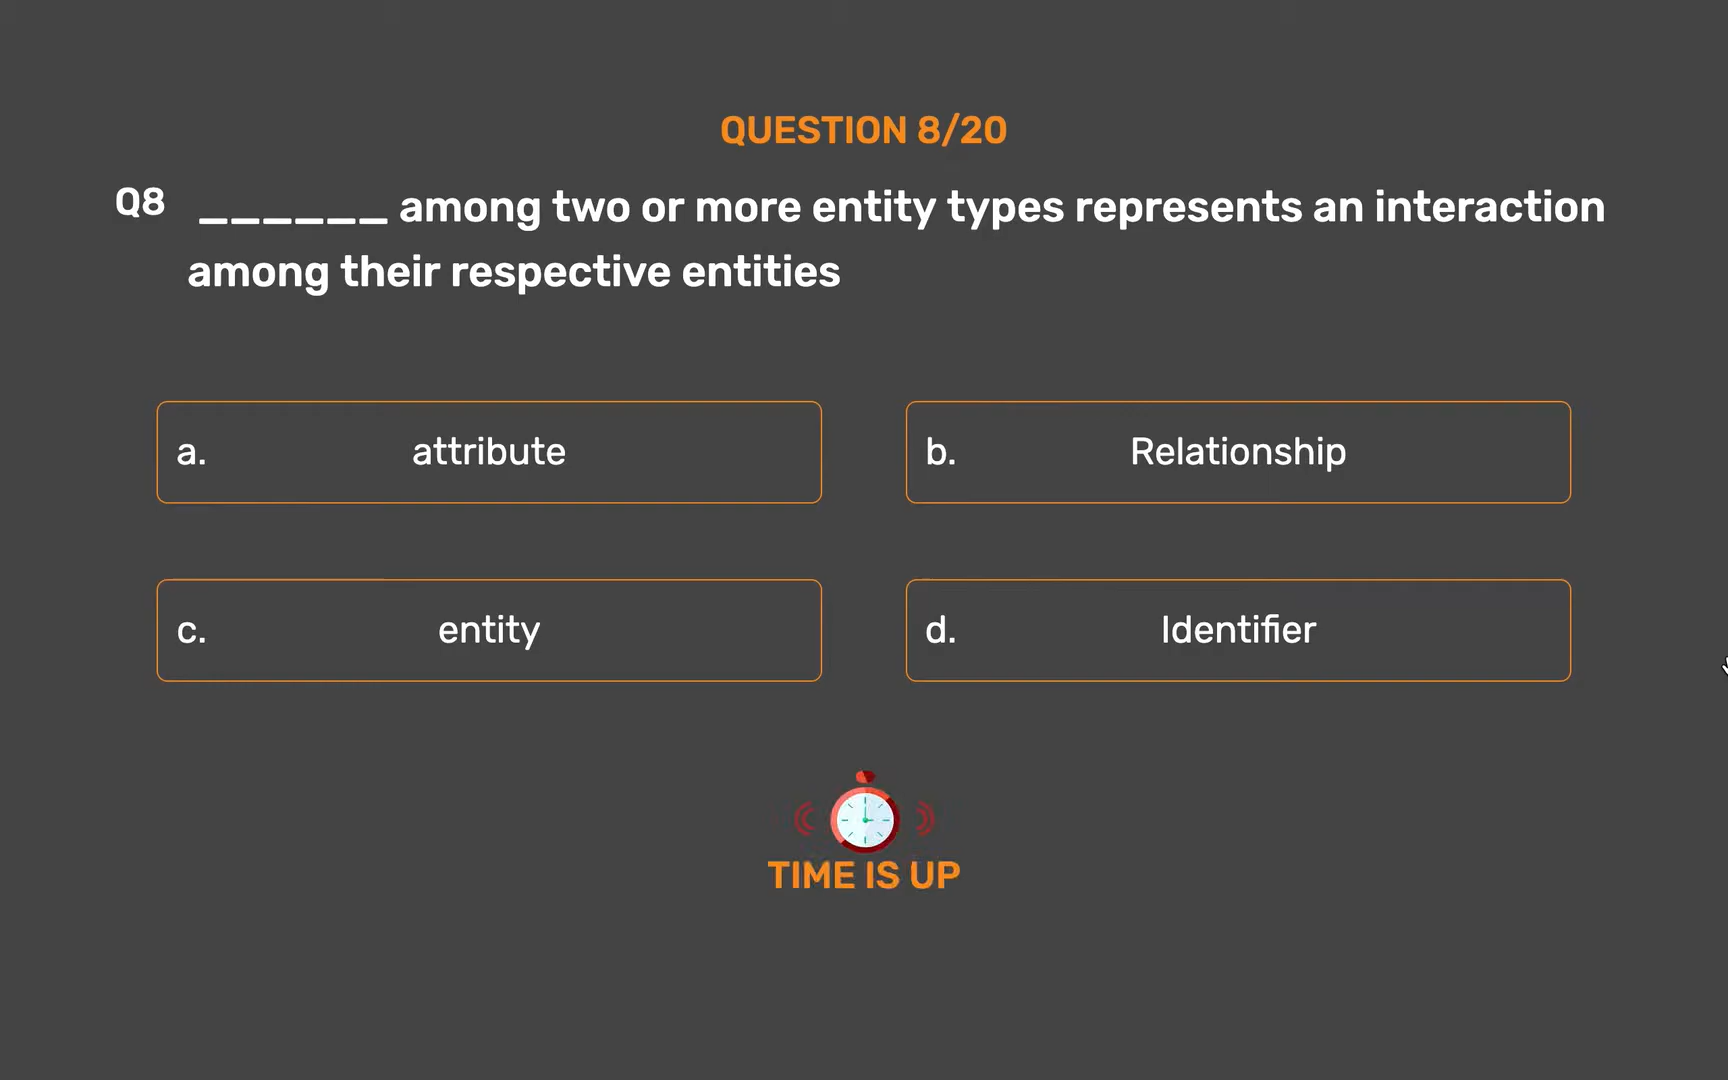 QUESTION 8/20
Q8 ______ among two or more entity types represents an interaction
among their respective entities
a. attribute
b. Relationship
c. entity
d. Identifier
TIME IS UP